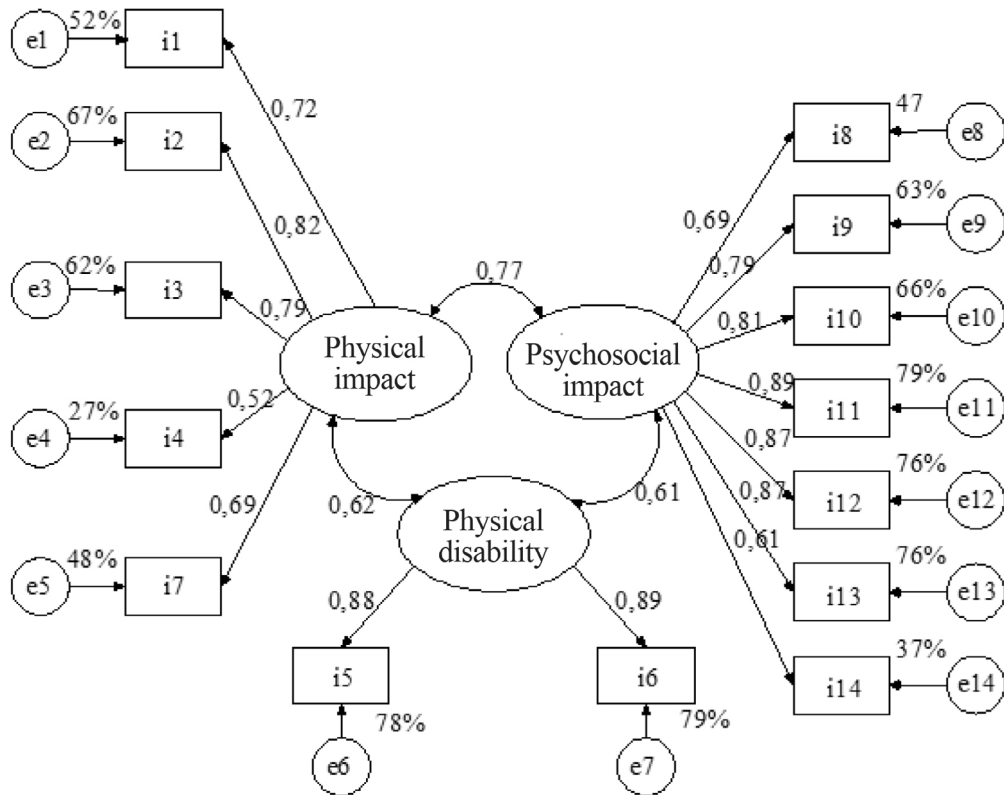 e1
52%
i1
e2
67%
i2
e3
62%
i3
e4
27%
i4
e5
48%
i7
0,72
0,82
0,79
0,52
0,69
Physical
impact
0,77
Psychosocial
impact
0,62
0,61
Physical
disability
0,88
0,89
i5
78%
e6
i6
79%
e7
0,69
0,79
0,81
0,89
0,87
0,87
0,61
i8
47
e8
i9
63%
e9
i10
66%
e10
i11
79%
e11
i12
76%
e12
i13
76%
e13
i14
37%
e14